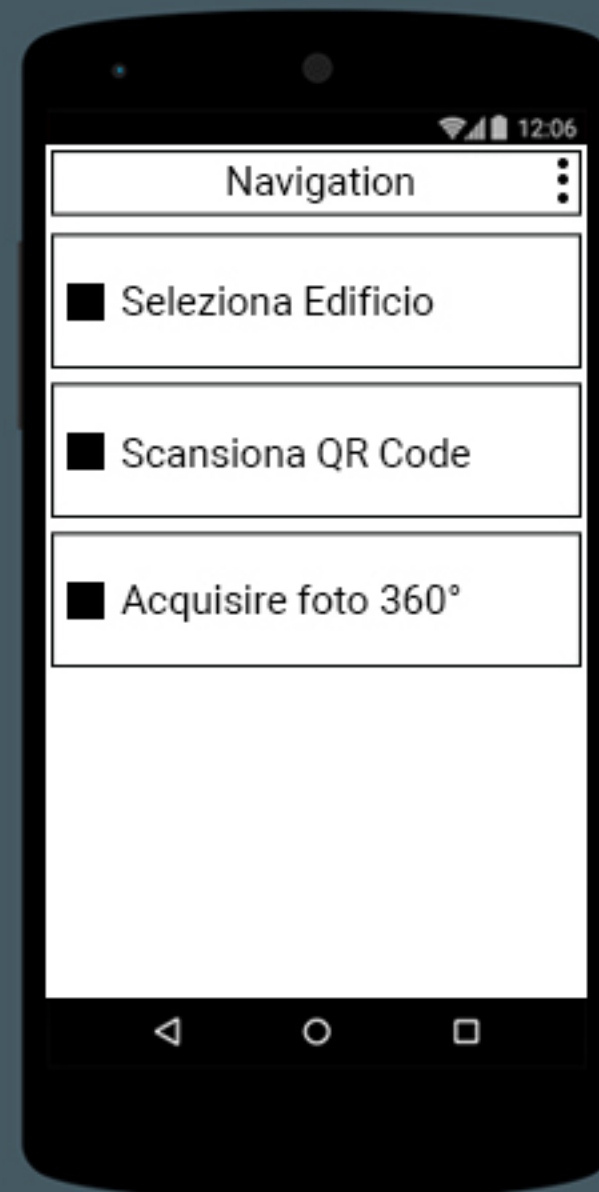 12:06
Navigation
Seleziona Edificio
Scansiona QR Code
Acquisire foto 360°